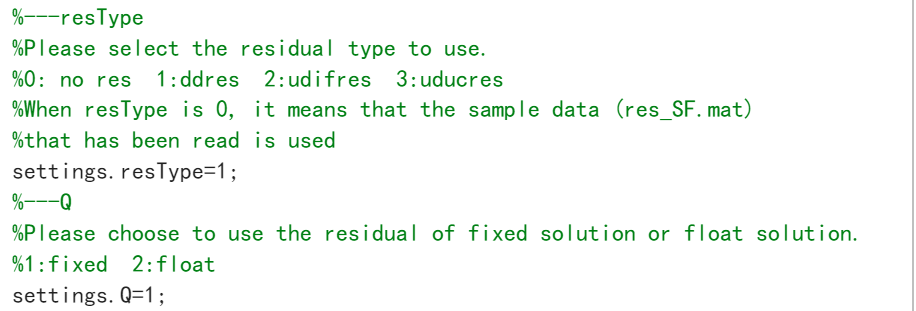 %---resType
%Please select the residual type to use.
%0: no res  1:ddres  2:udifres  3:uducres
%When resType is 0, it means that the sample data (res_SF.mat)
%that has been read is used
settings.resType=1;
%---Q
%Please choose to use the residual of fixed solution or float solution.
%1:fixed  2:float
settings.Q=1;